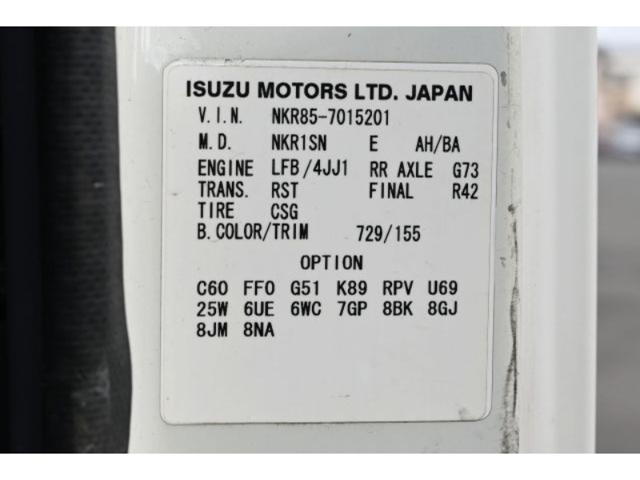 ISUZU MOTORS LTD. JAPAN
V.I.N. NKR85-7015201
M.D. NKR1SN E AH/BA
ENGINE LFB/4JJ1 RR AXLE G73
TRANS. RST FINAL R42
TIRE CSG
B.COLOR/TRIM 729/155
OPTION
C60 FF0 G51 K89 RPV U69
25W 6UE 6WC 7GP 8BK 8GJ
8JM 8NA